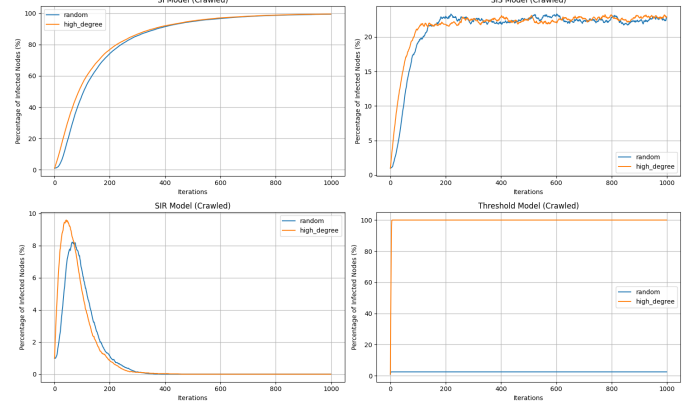 SI Model (Crawled)
Percentage of Infected Nodes (%)
100
80
60
40
20
0
random
high_degree
0 200 400 600 800 1000
Iterations
SIS Model (Crawled)
Percentage of Infected Nodes (%)
20
15
10
5
0
random
high_degree
0 200 400 600 800 1000
Iterations
SIR Model (Crawled)
Percentage of Infected Nodes (%)
10
8
6
4
2
0
random
high_degree
0 200 400 600 800 1000
Iterations
Threshold Model (Crawled)
Percentage of Infected Nodes (%)
100
80
60
40
20
0
random
high_degree
0 200 400 600 800 1000
Iterations